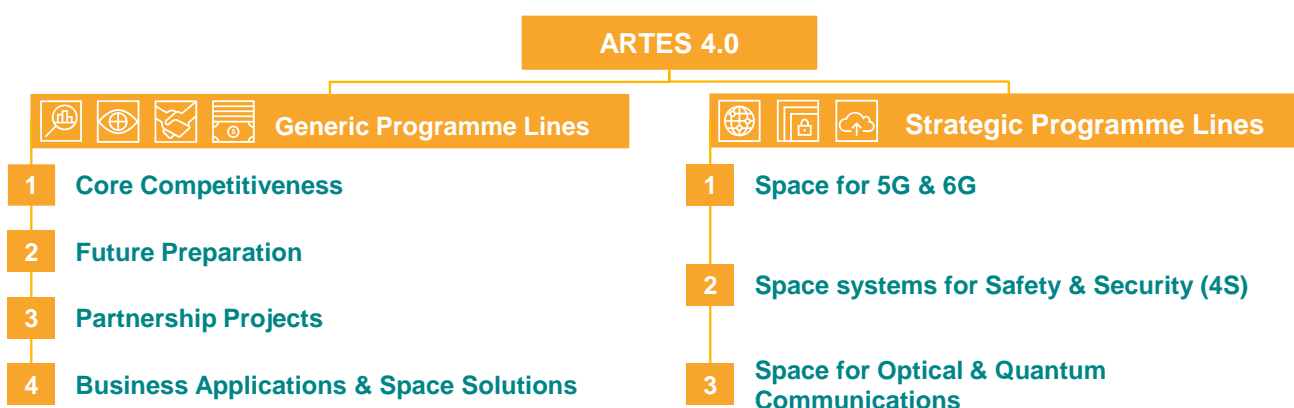 ARTES 4.0
Generic Programme Lines
1 Core Competitiveness
2 Future Preparation
3 Partnership Projects
4 Business Applications & Space Solutions
Strategic Programme Lines
1 Space for 5G & 6G
2 Space systems for Safety & Security (4S)
3 Space for Optical & Quantum
Communications